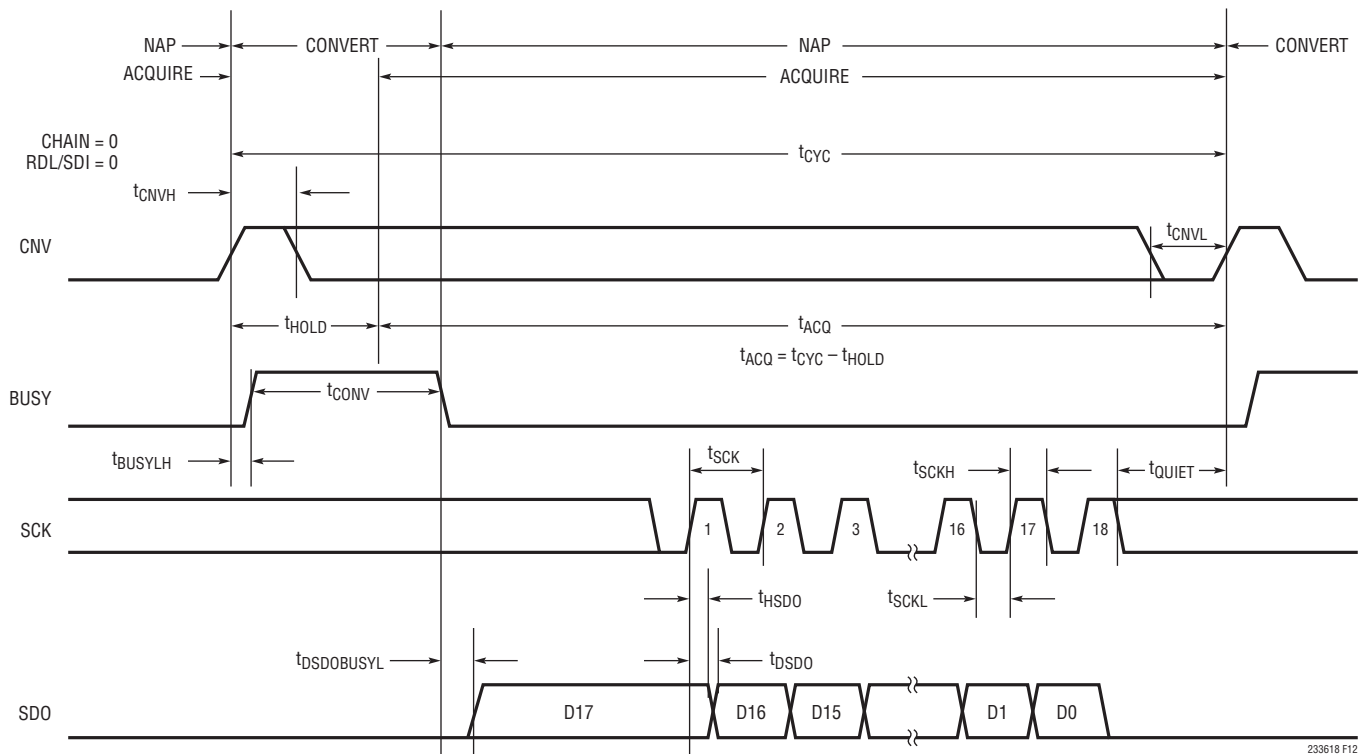 NAP CONVERT NAP CONVERT
ACQUIRE ACQUIRE
CHAIN = 0
RDL/SDI = 0
tCYC
tCNVH
CNV
tCNVL
tHOLD tACQ
tACQ = tCYC – tHOLD
BUSY
tCONV
tBUSYLH
tSCK tSCKH tQUIET
SCK
1 2 3 16 17 18
tHSDO tSCKL
tDSDOBUSYL tDSDO
SDO
D17 D16 D15 D1 D0
233618 F12